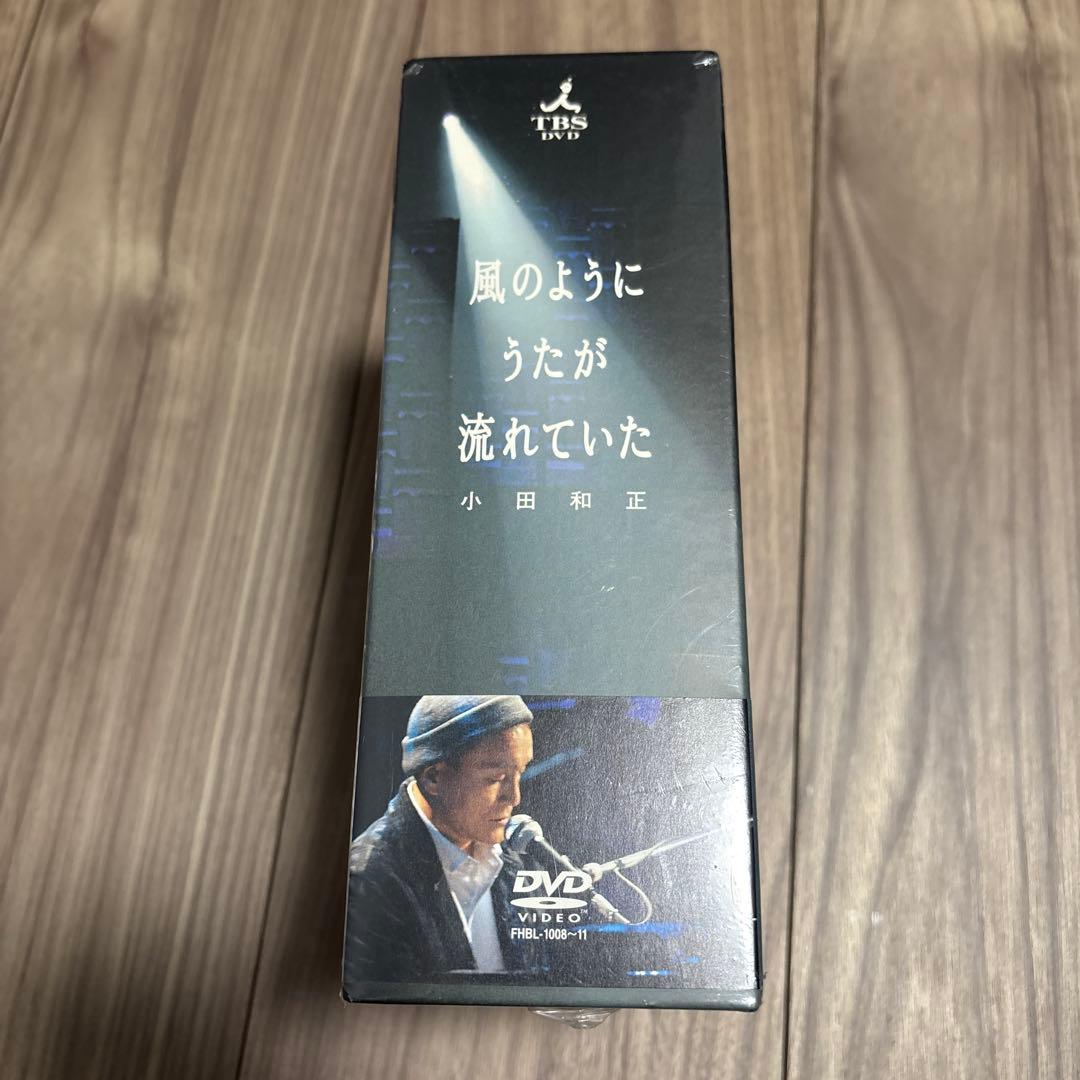 TBS
DVD
風のように
うたが
流れていた
小田和正
DVD
VIDEO™
FHBL-1008〜11